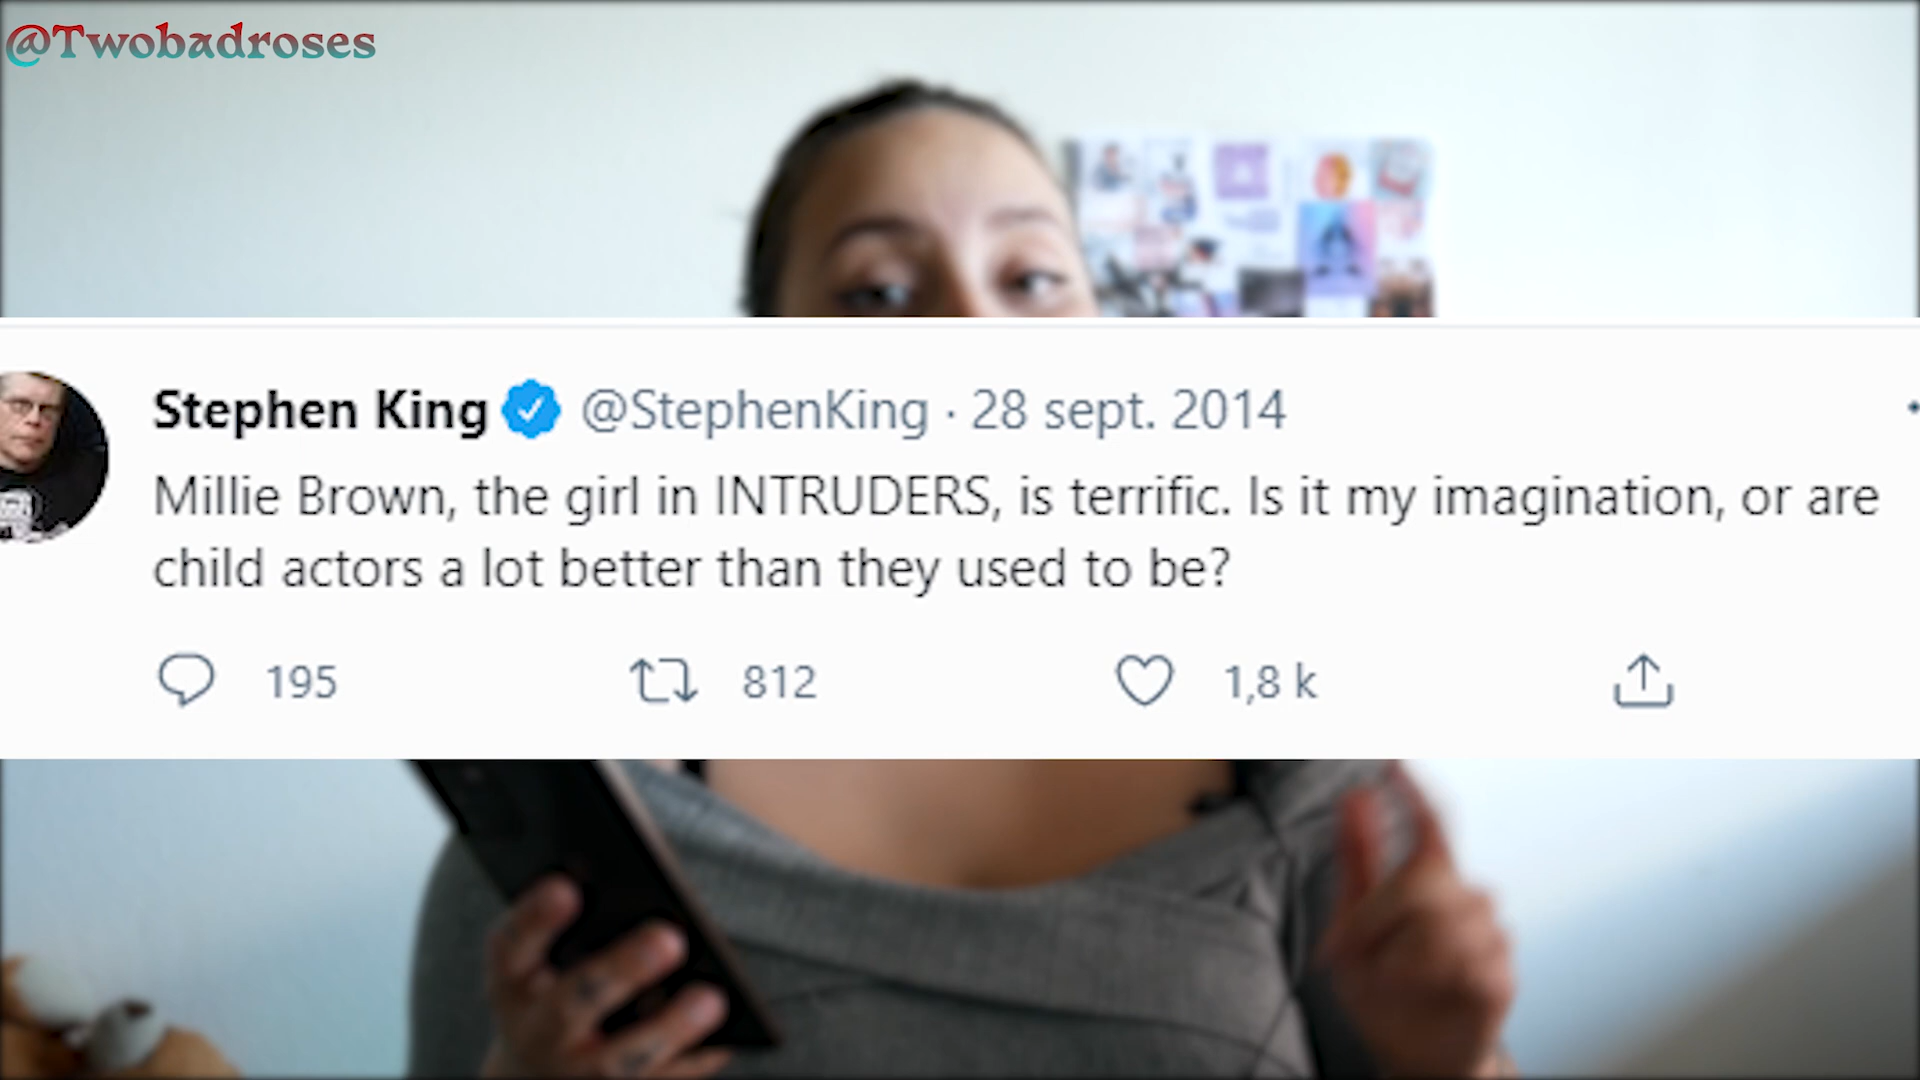 @Twobadroses
Stephen King @StephenKing · 28 sept. 2014
Millie Brown, the girl in INTRUDERS, is terrific. Is it my imagination, or are
child actors a lot better than they used to be?
195 812 1,8 k